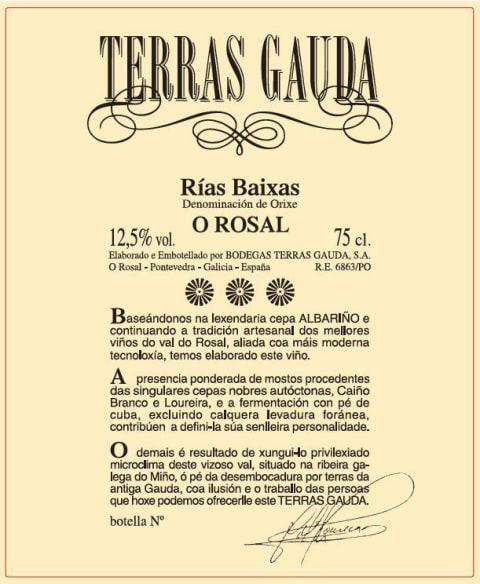 TERRAS GAUDA
Rías Baixas
Denominación de Orixe
O ROSAL
12,5% vol. 75 cl.
Elaborado e Embotellado por BODEGAS TERRAS GAUDA, S.A.
O Rosal - Pontevedra - Galicia - España R.E. 6863/PO
Baseándonos na lexendaria cepa ALBARIÑO e
continuando a tradición artesanal dos mellores
viños do val do Rosal, aliada coa máis moderna
tecnoloxía, temos elaborado este viño.
A presencia ponderada de mostos procedentes
das singulares cepas nobres autóctonas, Caiño
Branco e Loureira, e a fermentación con pé de
cuba, excluindo calquera levadura foránea,
contribúen a defini-la súa senlleira personalidade.
O demais é resultado de xungui-lo privilexiado
microclima deste vizoso val, situado na ribeira ga-
lega do Miño, ó pé da desembocadura por terras da
antiga Gauda, coa ilusión e o traballo das persoas
que hoxe podemos ofrecerlle este TERRAS GAUDA.
botella Nº